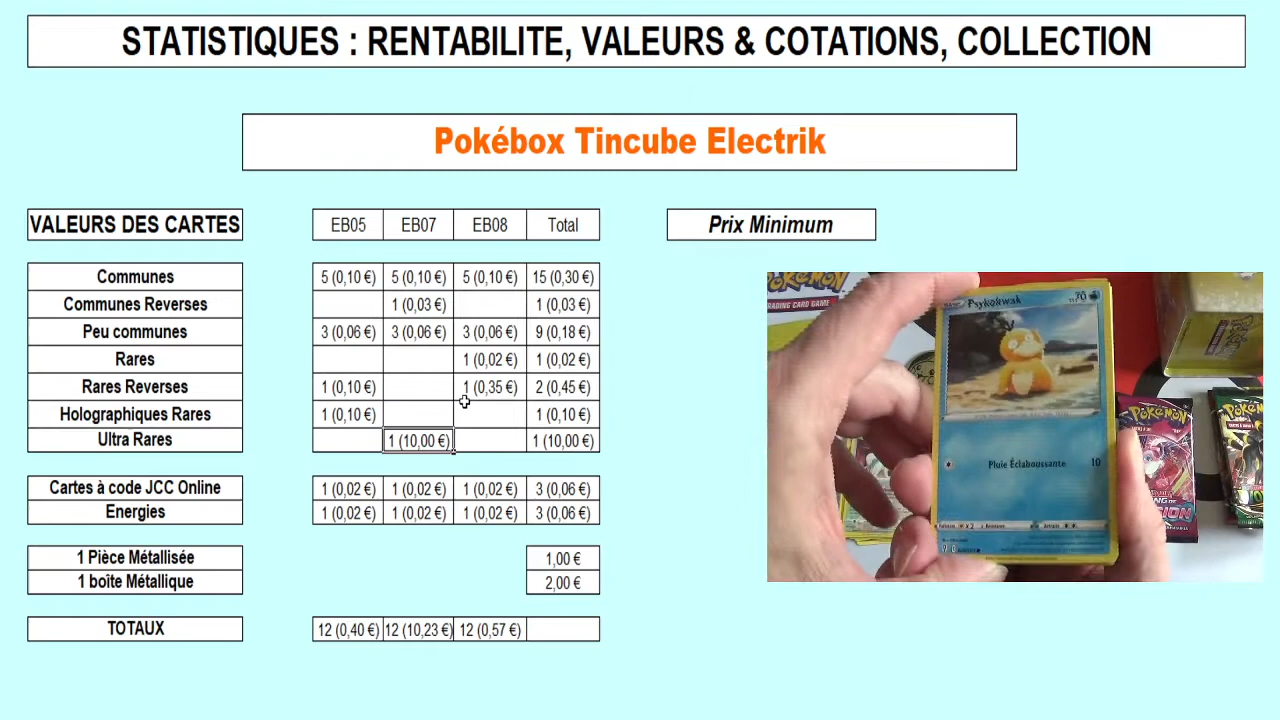 STATISTIQUES : RENTABILITE, VALEURS & COTATIONS, COLLECTION
Pokébox Tincube Electrik
VALEURS DES CARTES EB05 EB07 EB08 Total
Prix Minimum
Communes 5 (0,10 €) 5 (0,10 €) 5 (0,10 €) 15 (0,30 €)
Communes Reverses 1 (0,03 €) 1 (0,03 €)
Peu communes 3 (0,06 €) 3 (0,06 €) 3 (0,06 €) 9 (0,18 €)
Rares 1 (0,02 €) 1 (0,02 €)
Rares Reverses 1 (0,10 €) 1 (0,35 €) 2 (0,45 €)
Holographiques Rares 1 (0,10 €) 1 (0,10 €)
Ultra Rares 1 (10,00 €) 1 (10,00 €)
Cartes à code JCC Online 1 (0,02 €) 1 (0,02 €) 1 (0,02 €) 3 (0,06 €)
Energies 1 (0,02 €) 1 (0,02 €) 1 (0,02 €) 3 (0,06 €)
1 Pièce Métallisée 1,00 €
1 boîte Métallique 2,00 €
TOTAUX 12 (0,40 €) 12 (10,23 €) 12 (0,57 €)
POKÉMON
TRADING CARD GAME
Psykokwak 70
Pluie Éclaboussante 10
POKÉMON